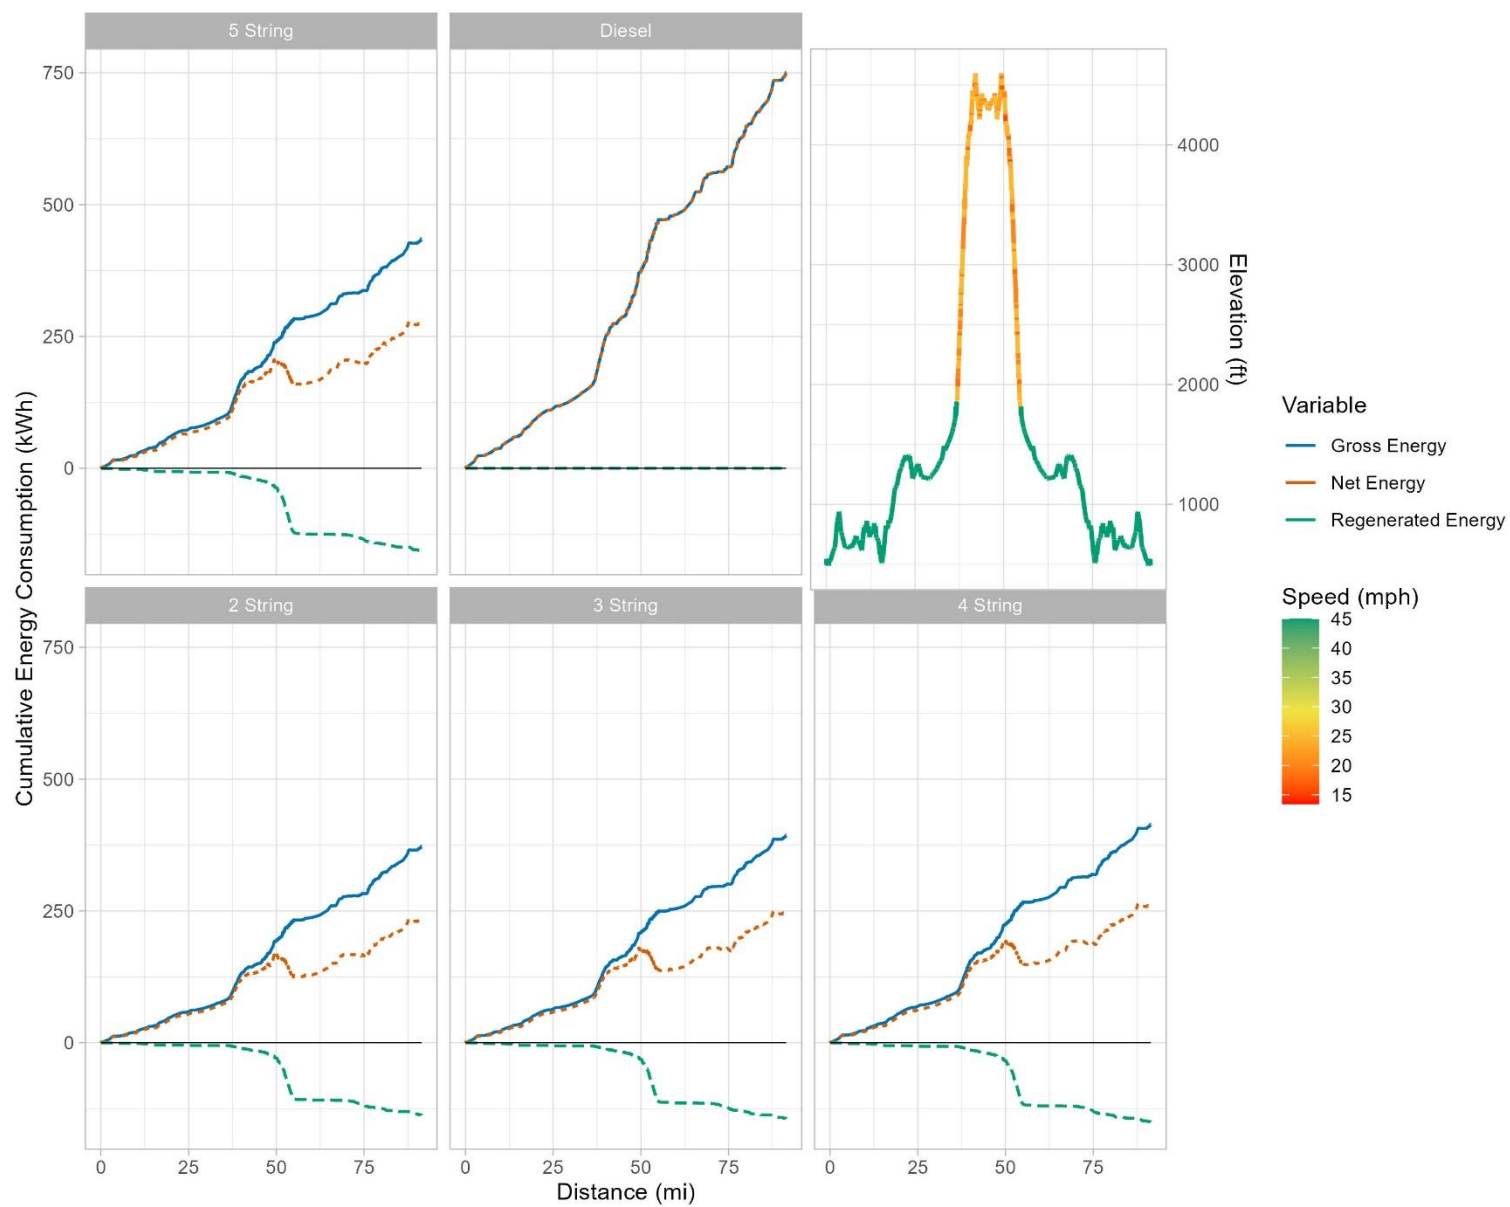 5 String
Diesel
750
500
250
0
Cumulative Energy Consumption (kWh)
4000
3000
2000
1000
Elevation (ft)
2 String
3 String
4 String
750
500
250
0
0 25 50 75
0 25 50 75
0 25 50 75
Distance (mi)
Variable
Gross Energy
Net Energy
Regenerated Energy
Speed (mph)
45
40
35
30
25
20
15